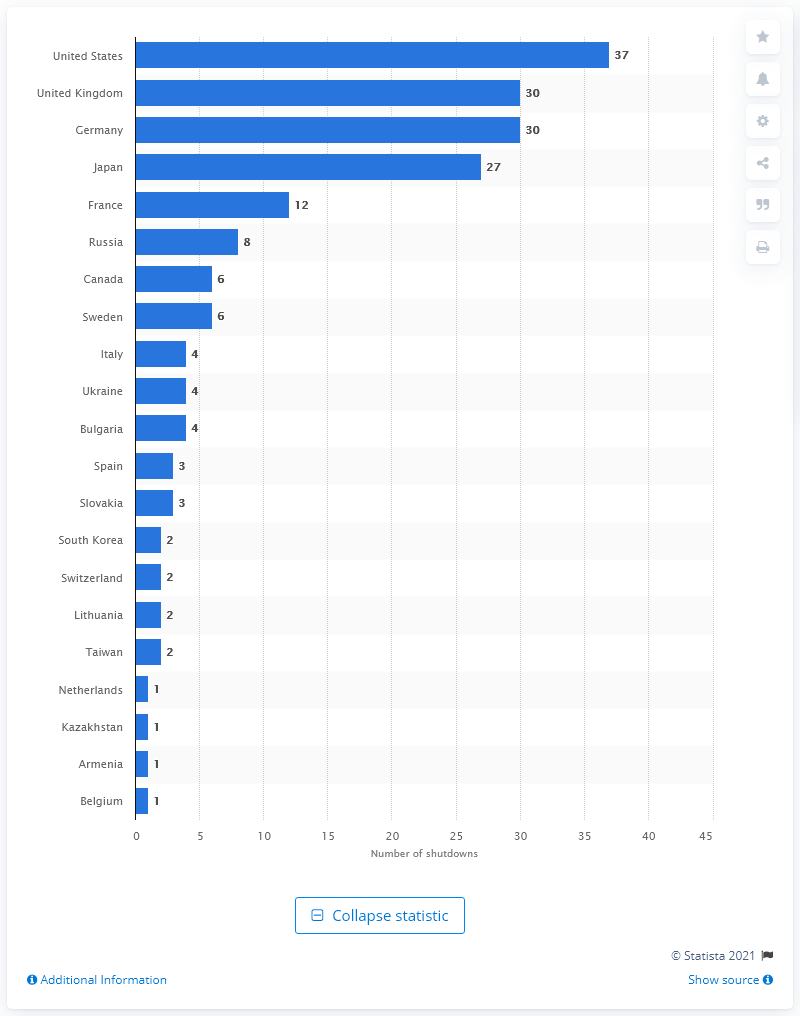 United States 37
United Kingdom 30
Germany 30
Japan 27
France 12
Russia 8
Canada 6
Sweden 6
Italy 4
Ukraine 4
Bulgaria 4
Spain 3
Slovakia 3
South Korea 2
Switzerland 2
Lithuania 2
Taiwan 2
Netherlands 1
Kazakhstan 1
Armenia 1
Belgium 1
0 5 10 15 20 25 30 35 40 45
Number of shutdowns
Collapse statistic
© Statista 2021
Additional Information Show source